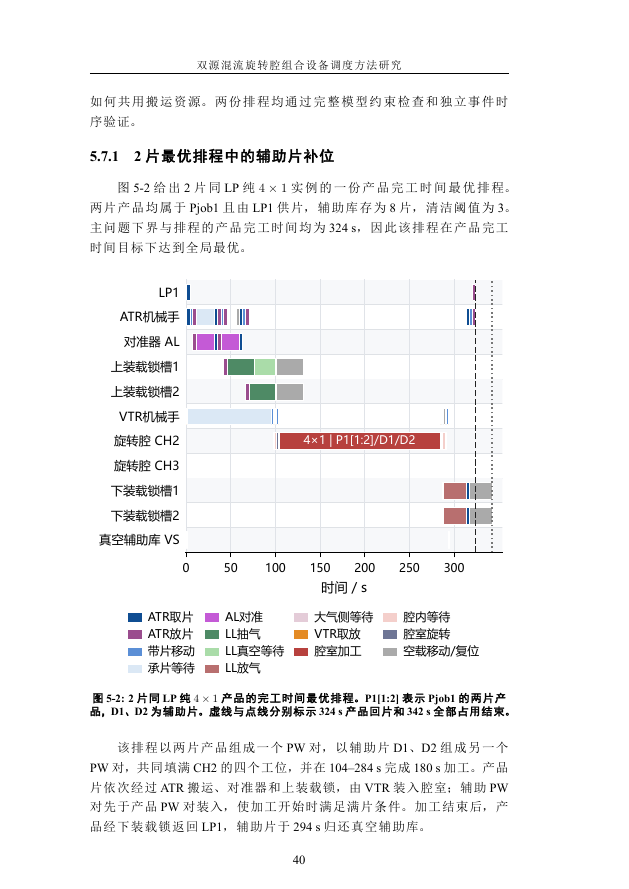 双源混流旋转腔组合设备调度方法研究
如何共用搬运资源。两份排程均通过完整模型约束检查和独立事件时
序验证。
5.7.1 2 片最优排程中的辅助片补位
图 5-2 给出 2 片同 LP 纯 4 × 1 实例的一份产品完工时间最优排程。
两片产品均属于 Pjob1 且由 LP1 供片，辅助库存为 8 片，清洁阈值为 3。
主问题下界与排程的产品完工时间均为 324 s，因此该排程在产品完工
时间目标下达到全局最优。
LP1
ATR机械手
对准器 AL
上装载锁槽1
上装载锁槽2
VTR机械手
旋转腔 CH2
4×1 | P1[1:2]/D1/D2
旋转腔 CH3
下装载锁槽1
下装载锁槽2
真空辅助库 VS
0 50 100 150 200 250 300
时间 / s
ATR取片 AL对准 大气侧等待 腔内等待
ATR放片 LL抽气 VTR取放 腔室旋转
带片移动 LL真空等待 腔室加工 空载移动/复位
承片等待 LL放气
图 5-2: 2 片同 LP 纯 4 × 1 产品的完工时间最优排程。P1[1:2] 表示 Pjob1 的两片产
品，D1、D2 为辅助片。虚线与点线分别标示 324 s 产品回片和 342 s 全部占用结束。
该排程以两片产品组成一个 PW 对，以辅助片 D1、D2 组成另一个
PW 对，共同填满 CH2 的四个工位，并在 104–284 s 完成 180 s 加工。产品
片依次经过 ATR 搬运、对准器和上装载锁，由 VTR 装入腔室；辅助 PW
对先于产品 PW 对装入，使加工开始时满足满片条件。加工结束后，产
品经下装载锁返回 LP1，辅助片于 294 s 归还真空辅助库。
40